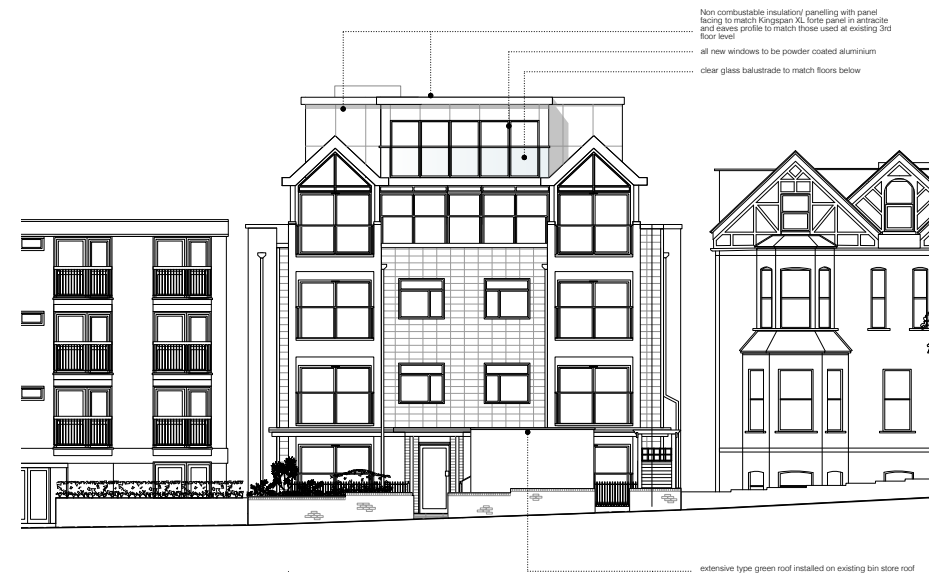 Non combustable insulation/ panelling with panel
facing to match Kingspan XL forte panel in antracite
and eaves profile to match those used at existing 3rd
floor level
all new windows to be powder coated aluminium
clear glass balustrade to match floors below
extensive type green roof installed on existing bin store roof